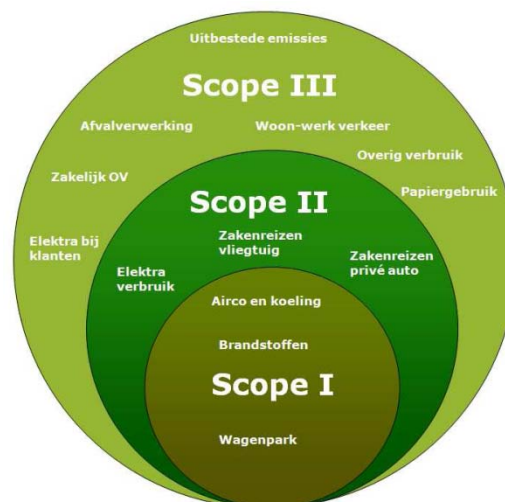 Uitbestede emissies
Scope III
Afvalverwerking
Woon-werk verkeer
Overig verbruik
Zakelijk OV
Papiergebruik
Scope II
Elektra bij
klanten
Zakenreizen
vliegtuig
Elektra
verbruik
Zakenreizen
privé auto
Airco en koeling
Brandstoffen
Scope I
Wagenpark